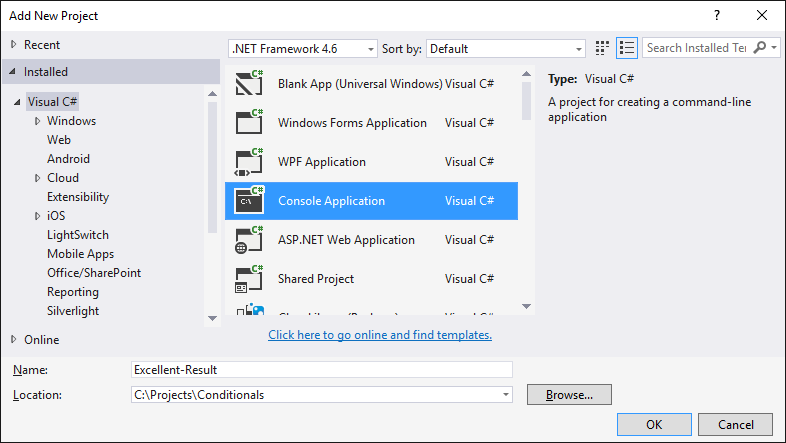 Add New Project
? 
Recent
.NET Framework 4.6 Sort by: Default Search Installed Te
Installed
Visual C#
Windows
Web
Android
Cloud
Extensibility
iOS
LightSwitch
Mobile Apps
Office/SharePoint
Reporting
Silverlight
Online
Blank App (Universal Windows) Visual C#
Windows Forms Application Visual C#
WPF Application Visual C#
C:\ Console Application Visual C#
ASP.NET Web Application Visual C#
Shared Project Visual C#
Visual C#
Click here to go online and find templates.
Type: Visual C#
A project for creating a command-line
application
Name: Excellent-Result
Location: C:\Projects\Conditionals Browse...
OK Cancel